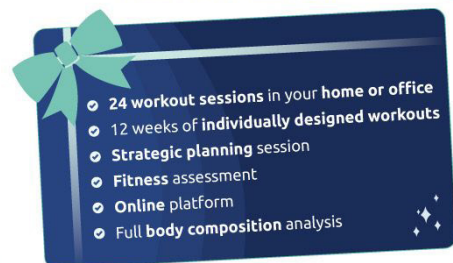 24 workout sessions in your home or office
12 weeks of individually designed workouts
Strategic planning session
Fitness assessment
Online platform
Full body composition analysis